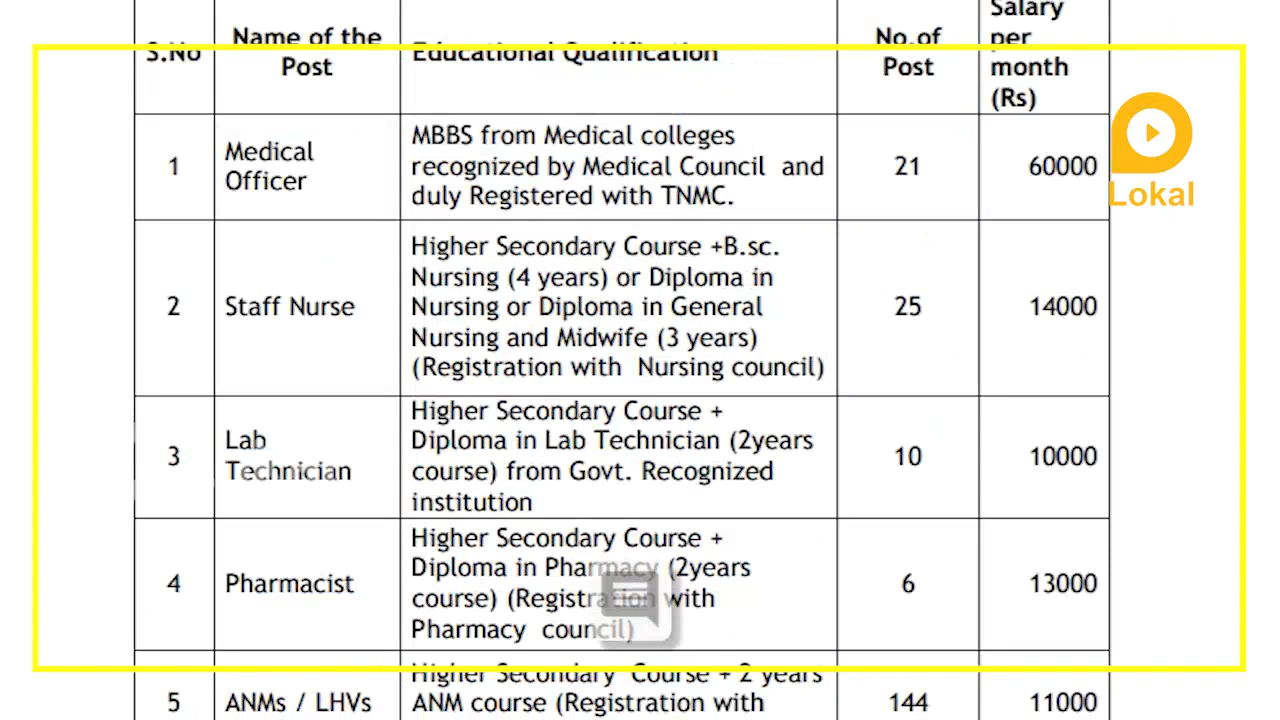 S.No
Name of the
Post
Educational Qualification
No.of
Post
Salary
per
month
(Rs)
1
Medical
Officer
MBBS from Medical colleges
recognized by Medical Council and
duly Registered with TNMC.
21
60000
2
Staff Nurse
Higher Secondary Course +B.sc.
Nursing (4 years) or Diploma in
Nursing or Diploma in General
Nursing and Midwife (3 years)
(Registration with Nursing council)
25
14000
3
Lab
Technician
Higher Secondary Course +
Diploma in Lab Technician (2years
course) from Govt. Recognized
institution
10
10000
4
Pharmacist
Higher Secondary Course +
Diploma in Pharmacy (2years
course) (Registration with
Pharmacy council)
6
13000
5
ANMs / LHVs
Higher Secondary Course + 2 years
ANM course (Registration with
144
11000
Lokal